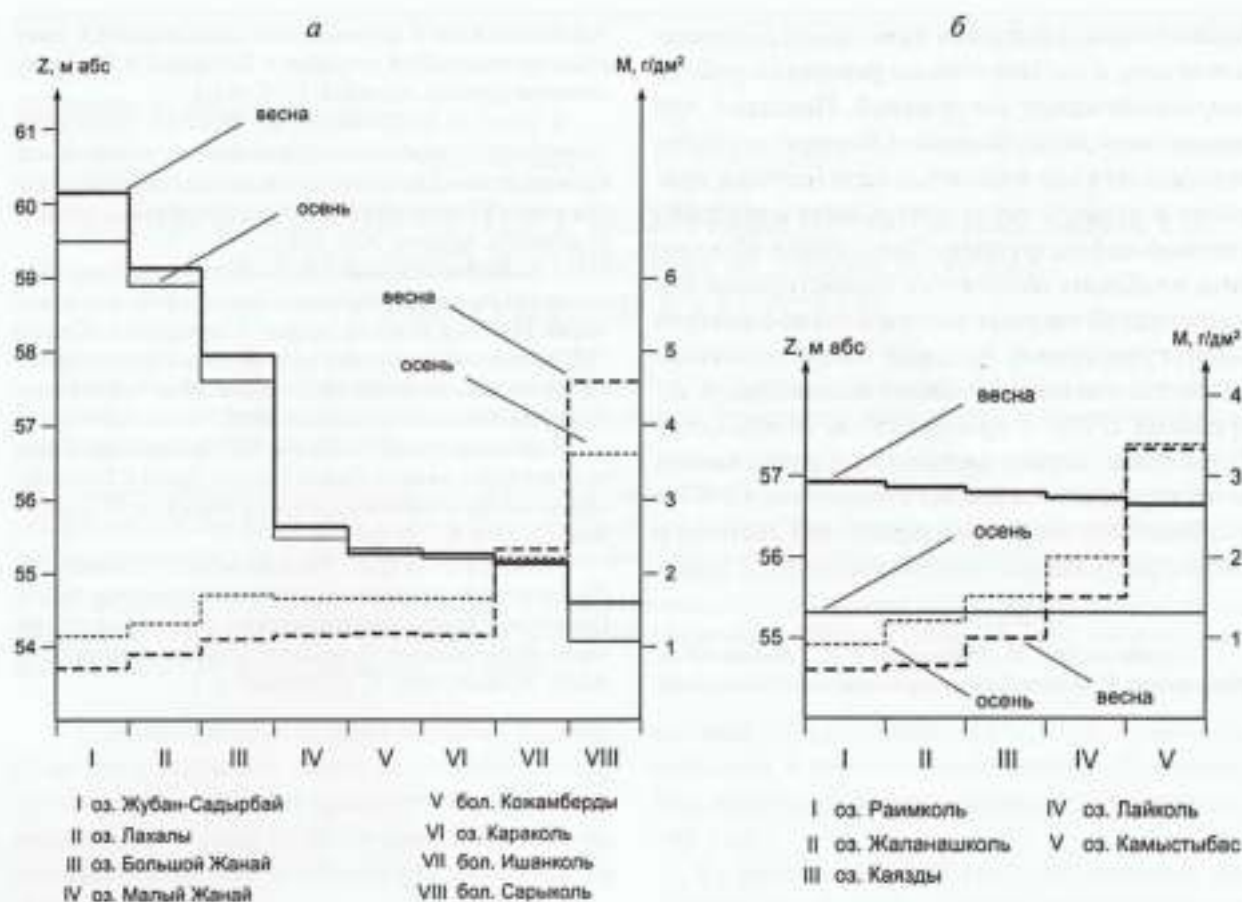 а
Z, м абс
М, г/дм²
61
60
59
58
57
56
55
54
6
5
4
3
2
1
весна
осень
весна
осень
I II III IV V VI VII VIII
I оз. Жубан-Садырбай
II оз. Лахалы
III оз. Большой Жанай
IV оз. Малый Жанай
V бол. Кожамберды
VI оз. Караколь
VII бол. Ишанколь
VIII бол. Сарыколь
б
Z, м абс
М, г/дм²
57
56
55
4
3
2
1
весна
осень
осень
весна
I II III IV V
I оз. Раимколь
II оз. Жаланашколь
III оз. Каязды
IV оз. Лайколь
V оз. Камыстыбас